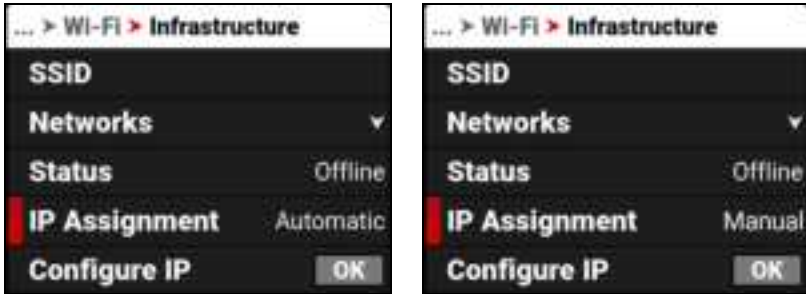 ... > Wi-Fi > Infrastructure
SSID
Networks
Status Offline
IP Assignment Automatic
Configure IP OK
... > Wi-Fi > Infrastructure
SSID
Networks
Status Offline
IP Assignment Manual
Configure IP OK